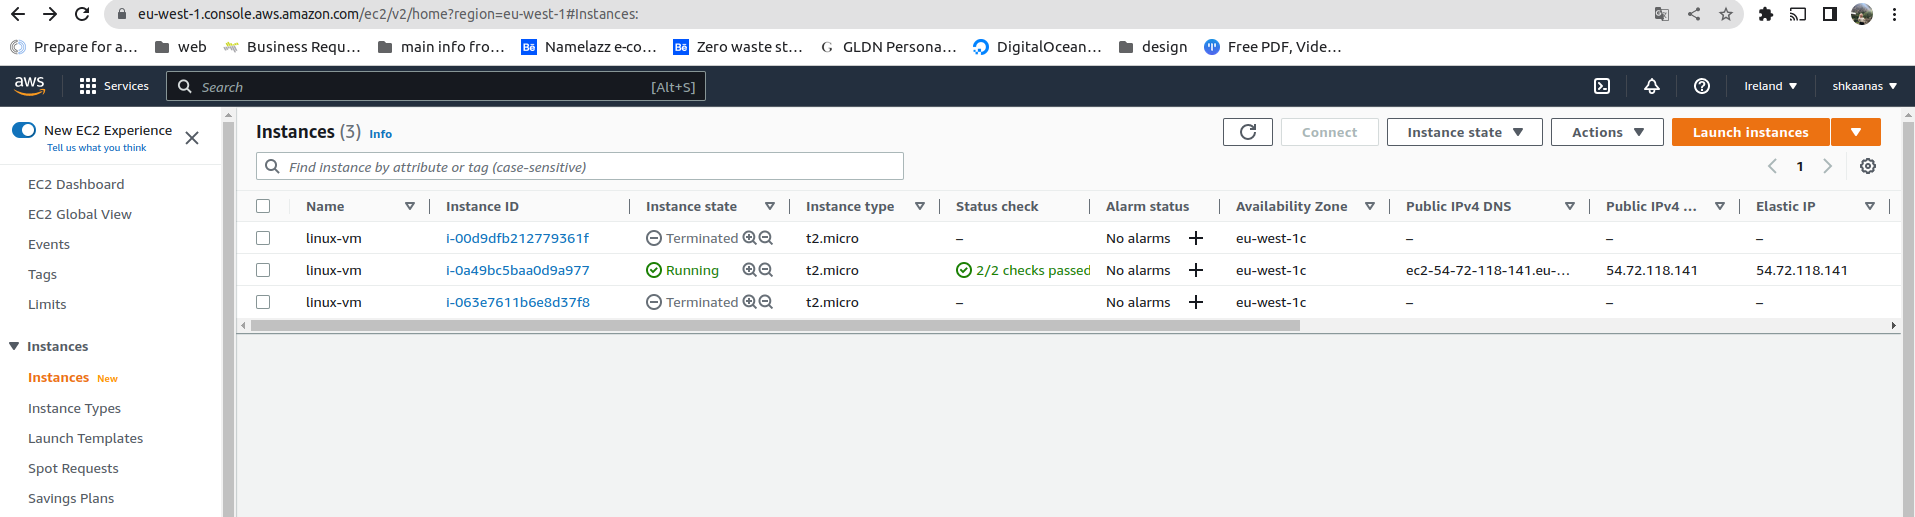 eu-west-1.console.aws.amazon.com/ec2/v2/home?region=eu-west-1#Instances:
Prepare for a... web Business Requ... main info fro... Namelazz e-co... Zero waste st... GLDN Persona... DigitalOcean... design Free PDF, Vide...
aws Services Search [Alt+S] Ireland shkaanas
New EC2 Experience
Tell us what you think
EC2 Dashboard
EC2 Global View
Events
Tags
Limits
Instances
Instances New
Instance Types
Launch Templates
Spot Requests
Savings Plans
Instances (3) Info Connect Instance state Actions Launch instances
Find instance by attribute or tag (case-sensitive) 1
Name Instance ID Instance state Instance type Status check Alarm status Availability Zone Public IPv4 DNS Public IPv4 ... Elastic IP
linux-vm i-00d9dfb212779361f Terminated t2.micro – No alarms + eu-west-1c – – –
linux-vm i-0a49bc5baa0d9a977 Running t2.micro 2/2 checks passed No alarms + eu-west-1c ec2-54-72-118-141.eu-... 54.72.118.141 54.72.118.141
linux-vm i-063e7611b6e8d37f8 Terminated t2.micro – No alarms + eu-west-1c – – –